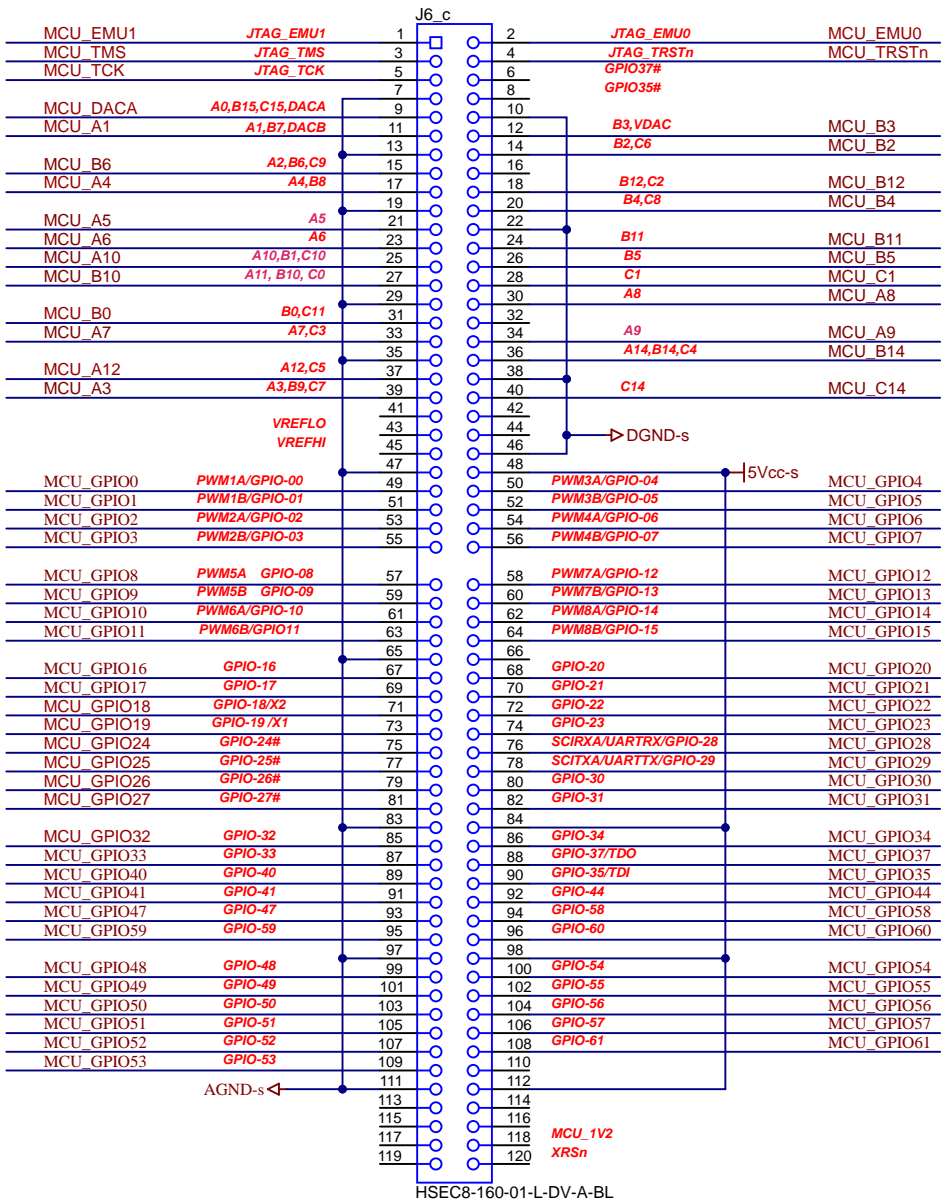 J6_c
MCU_EMU1 JTAG_EMU1 1 2 JTAG_EMU0 MCU_EMU0
MCU_TMS JTAG_TMS 3 4 JTAG_TRSTn MCU_TRSTn
MCU_TCK JTAG_TCK 5 6 GPIO37#
7 8 GPIO35#
MCU_DACA A0,B15,C15,DACA 9 10
MCU_A1 A1,B7,DACB 11 12 B3,VDAC MCU_B3
13 14 B2,C6 MCU_B2
MCU_B6 A2,B6,C9 15 16
MCU_A4 A4,B8 17 18 B12,C2 MCU_B12
19 20 B4,C8 MCU_B4
MCU_A5 A5 21 22
MCU_A6 A6 23 24 B11 MCU_B11
MCU_A10 A10,B1,C10 25 26 B5 MCU_B5
MCU_B10 A11, B10, C0 27 28 C1 MCU_C1
29 30 A8 MCU_A8
MCU_B0 B0,C11 31 32
MCU_A7 A7,C3 33 34 A9 MCU_A9
35 36 A14,B14,C4 MCU_B14
MCU_A12 A12,C5 37 38
MCU_A3 A3,B9,C7 39 40 C14 MCU_C14
41 42
VREFLO 43 44 DGND-s
VREFHI 45 46
47 48 5Vcc-s
MCU_GPIO0 PWM1A/GPIO-00 49 50 PWM3A/GPIO-04 MCU_GPIO4
MCU_GPIO1 PWM1B/GPIO-01 51 52 PWM3B/GPIO-05 MCU_GPIO5
MCU_GPIO2 PWM2A/GPIO-02 53 54 PWM4A/GPIO-06 MCU_GPIO6
MCU_GPIO3 PWM2B/GPIO-03 55 56 PWM4B/GPIO-07 MCU_GPIO7
MCU_GPIO8 PWM5A GPIO-08 57 58 PWM7A/GPIO-12 MCU_GPIO12
MCU_GPIO9 PWM5B GPIO-09 59 60 PWM7B/GPIO-13 MCU_GPIO13
MCU_GPIO10 PWM6A/GPIO-10 61 62 PWM8A/GPIO-14 MCU_GPIO14
MCU_GPIO11 PWM6B/GPIO11 63 64 PWM8B/GPIO-15 MCU_GPIO15
65 66
MCU_GPIO16 GPIO-16 67 68 GPIO-20 MCU_GPIO20
MCU_GPIO17 GPIO-17 69 70 GPIO-21 MCU_GPIO21
MCU_GPIO18 GPIO-18/X2 71 72 GPIO-22 MCU_GPIO22
MCU_GPIO19 GPIO-19 /X1 73 74 GPIO-23 MCU_GPIO23
MCU_GPIO24 GPIO-24# 75 76 SCIRXA/UARTRX/GPIO-28 MCU_GPIO28
MCU_GPIO25 GPIO-25# 77 78 SCITXA/UARTTX/GPIO-29 MCU_GPIO29
MCU_GPIO26 GPIO-26# 79 80 GPIO-30 MCU_GPIO30
MCU_GPIO27 GPIO-27# 81 82 GPIO-31 MCU_GPIO31
83 84
MCU_GPIO32 GPIO-32 85 86 GPIO-34 MCU_GPIO34
MCU_GPIO33 GPIO-33 87 88 GPIO-37/TDO MCU_GPIO37
MCU_GPIO40 GPIO-40 89 90 GPIO-35/TDI MCU_GPIO35
MCU_GPIO41 GPIO-41 91 92 GPIO-44 MCU_GPIO44
MCU_GPIO47 GPIO-47 93 94 GPIO-58 MCU_GPIO58
MCU_GPIO59 GPIO-59 95 96 GPIO-60 MCU_GPIO60
97 98
MCU_GPIO48 GPIO-48 99 100 GPIO-54 MCU_GPIO54
MCU_GPIO49 GPIO-49 101 102 GPIO-55 MCU_GPIO55
MCU_GPIO50 GPIO-50 103 104 GPIO-56 MCU_GPIO56
MCU_GPIO51 GPIO-51 105 106 GPIO-57 MCU_GPIO57
MCU_GPIO52 GPIO-52 107 108 GPIO-61 MCU_GPIO61
MCU_GPIO53 GPIO-53 109 110
AGND-s 111 112
113 114
115 116
117 118 MCU_1V2
119 120 XRSn
HSEC8-160-01-L-DV-A-BL